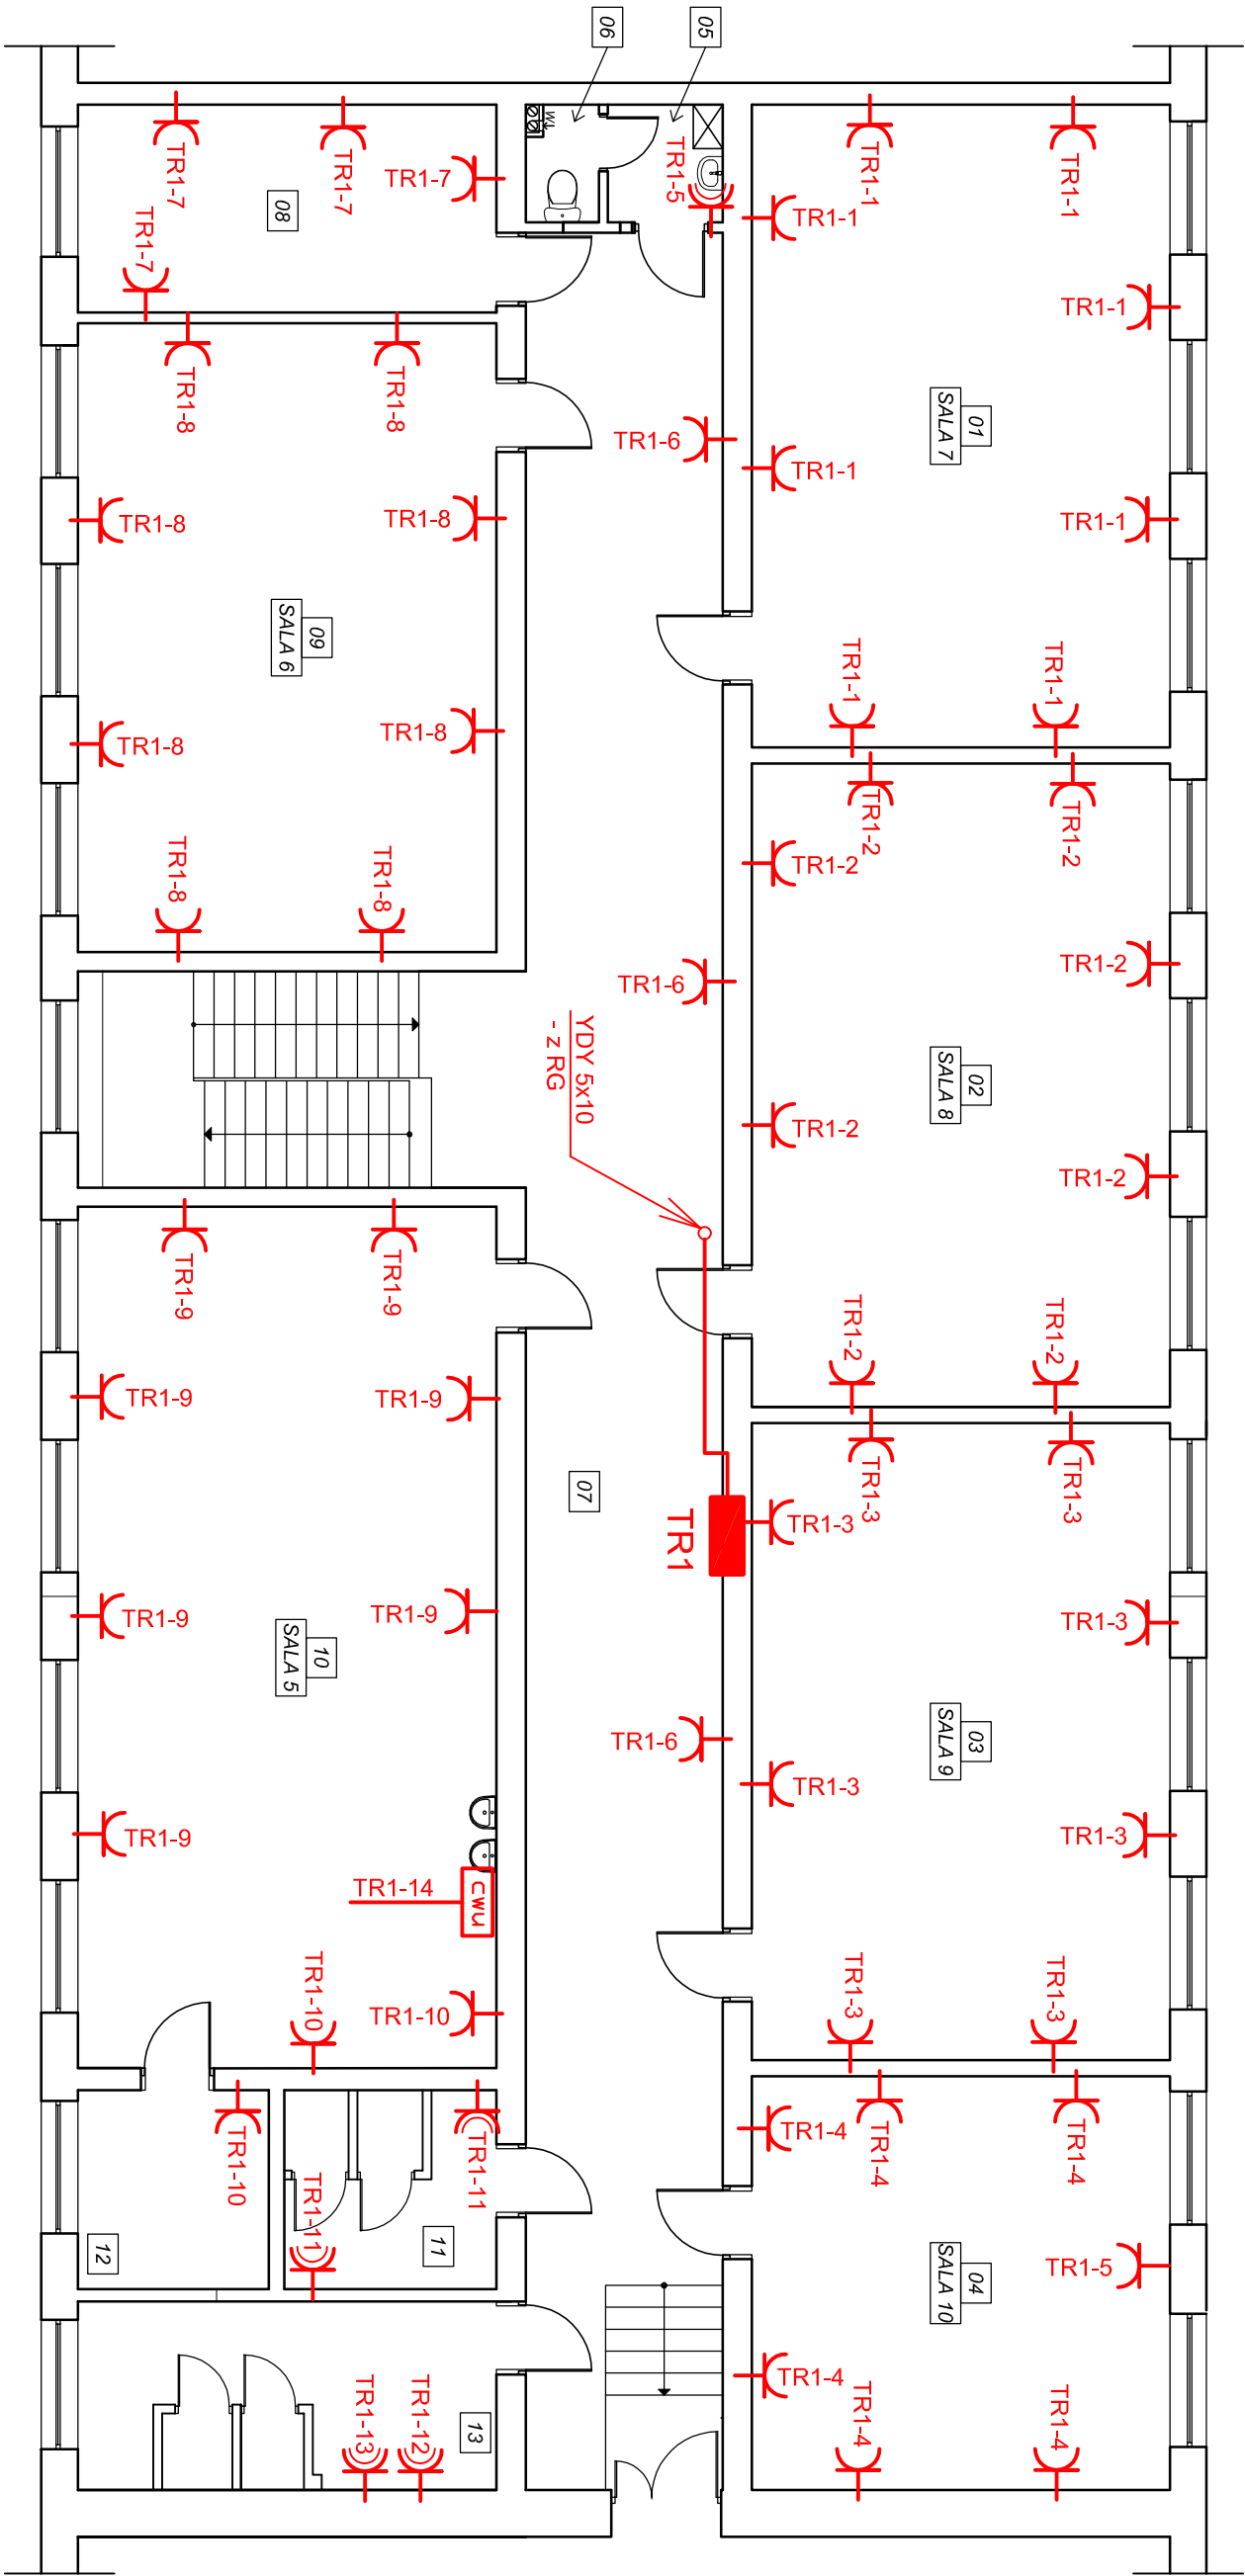 06
05
W1
TR1-5
TR1-7
TR1-7
TR1-7
TR1-7
08
TR1-1
TR1-1
TR1-1
TR1-1
01
SALA 7
TR1-1
TR1-1
TR1-1
TR1-1
TR1-6
TR1-8
TR1-8
TR1-8
TR1-8
09
SALA 6
TR1-8
TR1-8
TR1-8
TR1-8
TR1-2
TR1-2
TR1-2
TR1-2
02
SALA 8
TR1-2
TR1-2
TR1-2
TR1-2
TR1-6
YDY 5x10
- z RG
TR1-9
TR1-9
TR1-9
TR1-9
07
TR1
TR1-3
TR1-3
TR1-3
TR1-3
03
SALA 9
TR1-3
TR1-3
TR1-3
TR1-3
TR1-9
TR1-9
10
SALA 5
TR1-6
TR1-9
TR1-14
cwu
TR1-10
TR1-10
TR1-10
TR1-11
TR1-11
11
12
TR1-4
TR1-4
TR1-4
04
SALA 10
TR1-5
TR1-4
TR1-4
TR1-4
TR1-13
TR1-12
13